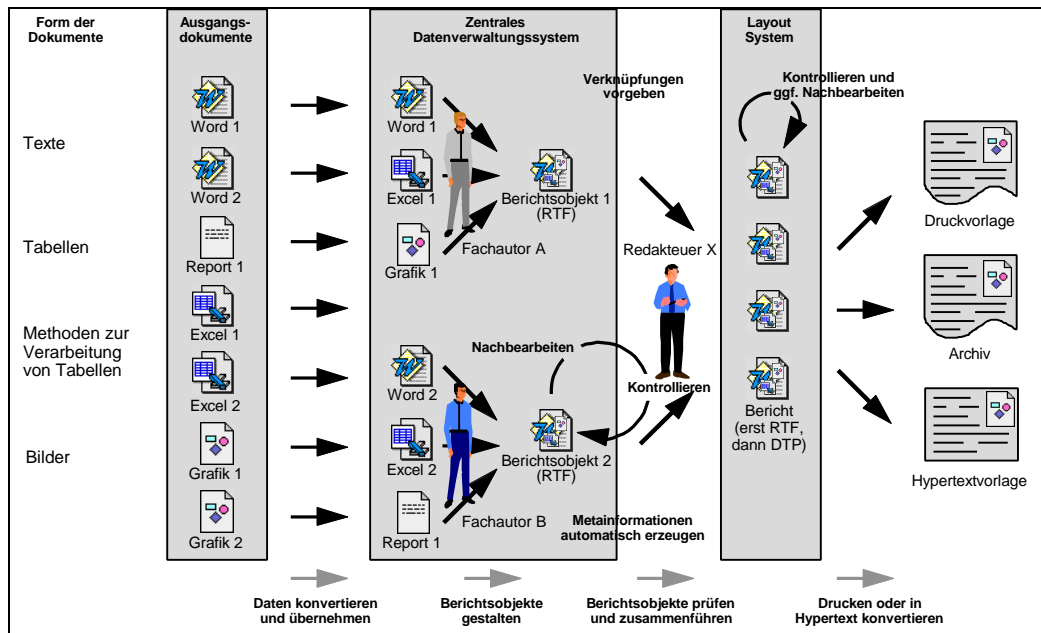 Form der
Dokumente
Ausgangs-
dokumente
Zentrales
Datenverwaltungssystem
Layout
System
Texte
Tabellen
Methoden zur
Verarbeitung
von Tabellen
Bilder
Word 1
Word 2
Report 1
Excel 1
Excel 2
Grafik 1
Grafik 2
Word 1
Excel 1
Grafik 1
Fachautor A
Berichtsobjekt 1
(RTF)
Word 2
Excel 2
Report 1
Fachautor B
Nachbearbeiten
Berichtsobjekt 2
(RTF)
Verknüpfungen
vorgeben
Redakteuer X
Kontrollieren
Metainformationen
automatisch erzeugen
Kontrollieren und
ggf. Nachbearbeiten
Bericht
(erst RTF,
dann DTP)
Druckvorlage
Archiv
Hypertextvorlage
Daten konvertieren
und übernehmen
Berichtsobjekte
gestalten
Berichtsobjekte prüfen
und zusammenführen
Drucken oder in
Hypertext konvertieren